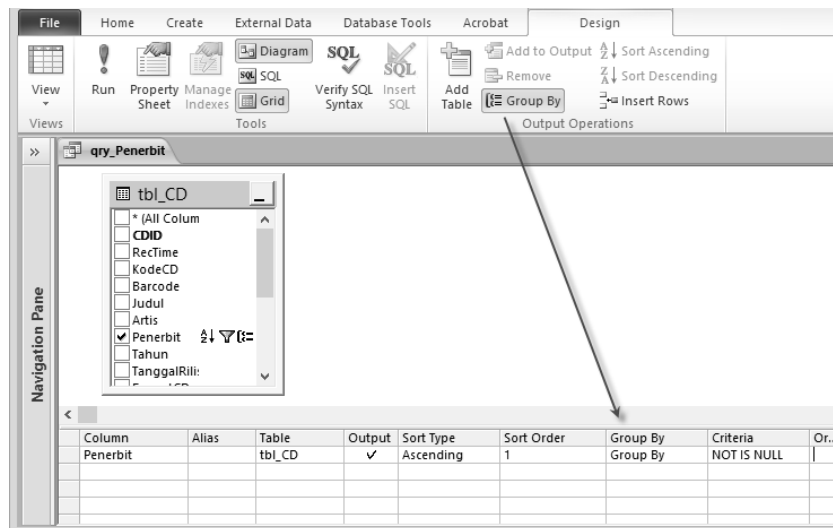 File Home Create External Data Database Tools Acrobat Design
View
Run
Property Sheet
Manage Indexes
Diagram
SQL SQL
Grid
SQL
Verify SQL Syntax
SQL
Insert SQL
Add Table
Add to Output
Remove
Group By
Sort Ascending
Sort Descending
Insert Rows
Views Tools Output Operations
» qry_Penerbit
Navigation Pane
tbl_CD
* (All Colum
CDID
RecTime
KodeCD
Barcode
Judul
Artis
Penerbit
Tahun
TanggalRili:
Column Alias Table Output Sort Type Sort Order Group By Criteria Or...
Penerbit tbl_CD Ascending 1 Group By NOT IS NULL